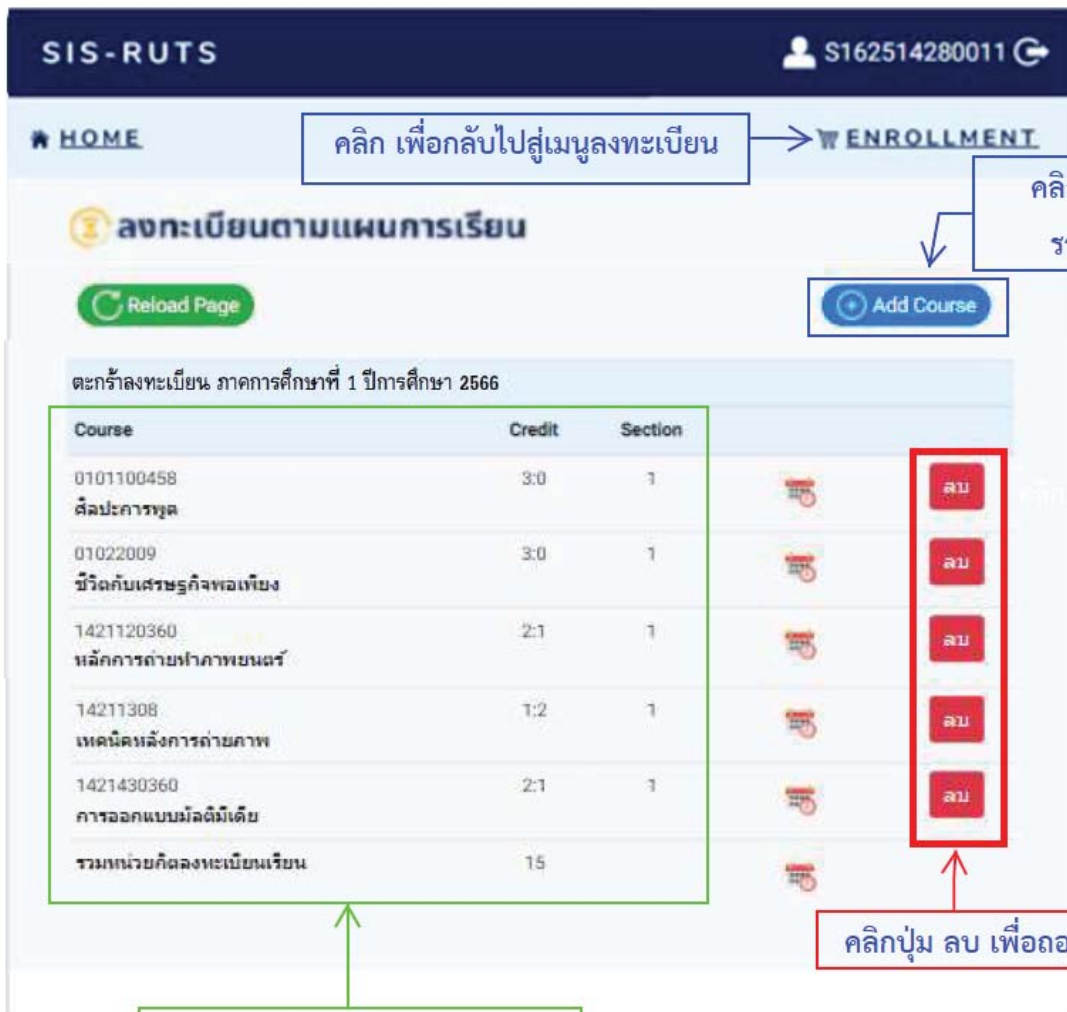 SIS-RUTS
S162514280011
HOME
คลิก เพื่อกลับไปสู่เมนูลงทะเบียน
ENROLLMENT
ลงทะเบียนตามแผนการเรียน
Reload Page
Add Course
ตะกร้าลงทะเบียน ภาคการศึกษาที่ 1 ปีการศึกษา 2566
Course Credit Section
0101100458 3:0 1 ลบ
ศิลปะการพูด
01022009 3:0 1 ลบ
ชีวิตกับเศรษฐกิจพอเพียง
1421120360 2:1 1 ลบ
หลักการถ่ายทำภาพยนตร์
14211308 1:2 1 ลบ
เทคนิคหลังการถ่ายภาพ
1421430360 2:1 1 ลบ
การออกแบบมัลติมีเดีย
รวมหน่วยกิตลงทะเบียนเรียน 15
คลิกปุ่ม ลบ